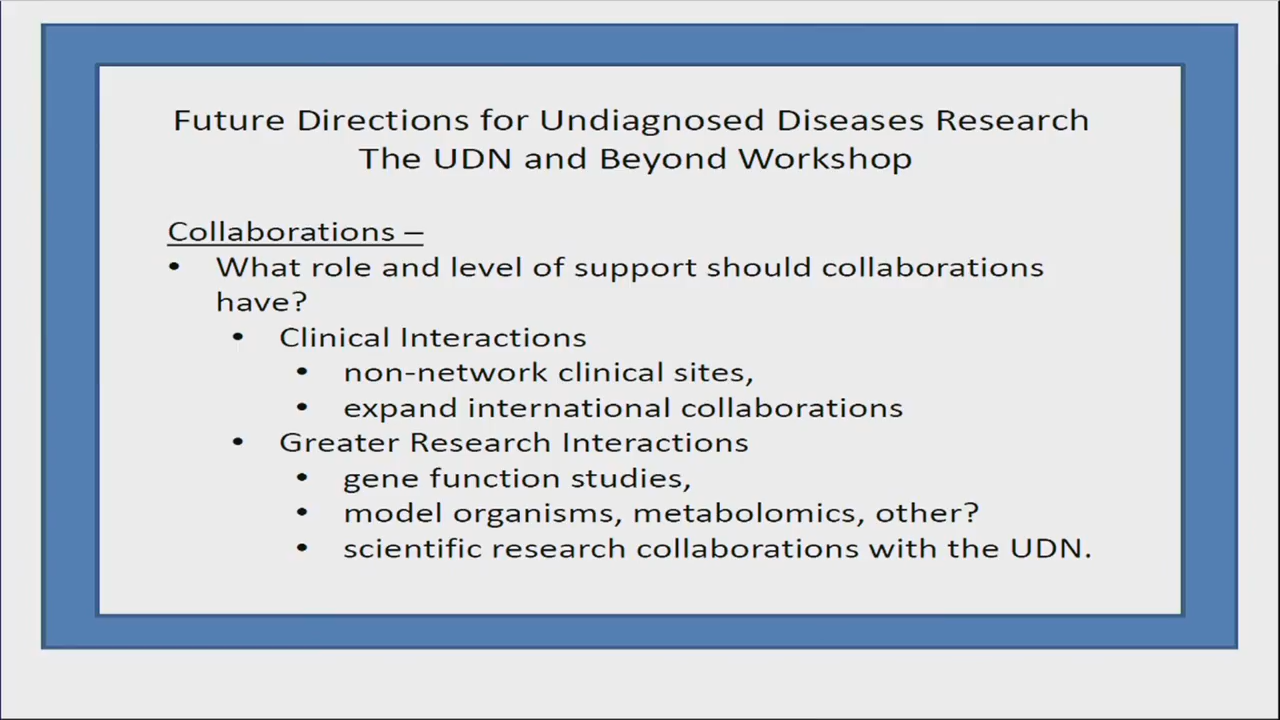 Future Directions for Undiagnosed Diseases Research
The UDN and Beyond Workshop
Collaborations –
• What role and level of support should collaborations
have?
• Clinical Interactions
• non-network clinical sites,
• expand international collaborations
• Greater Research Interactions
• gene function studies,
• model organisms, metabolomics, other?
• scientific research collaborations with the UDN.